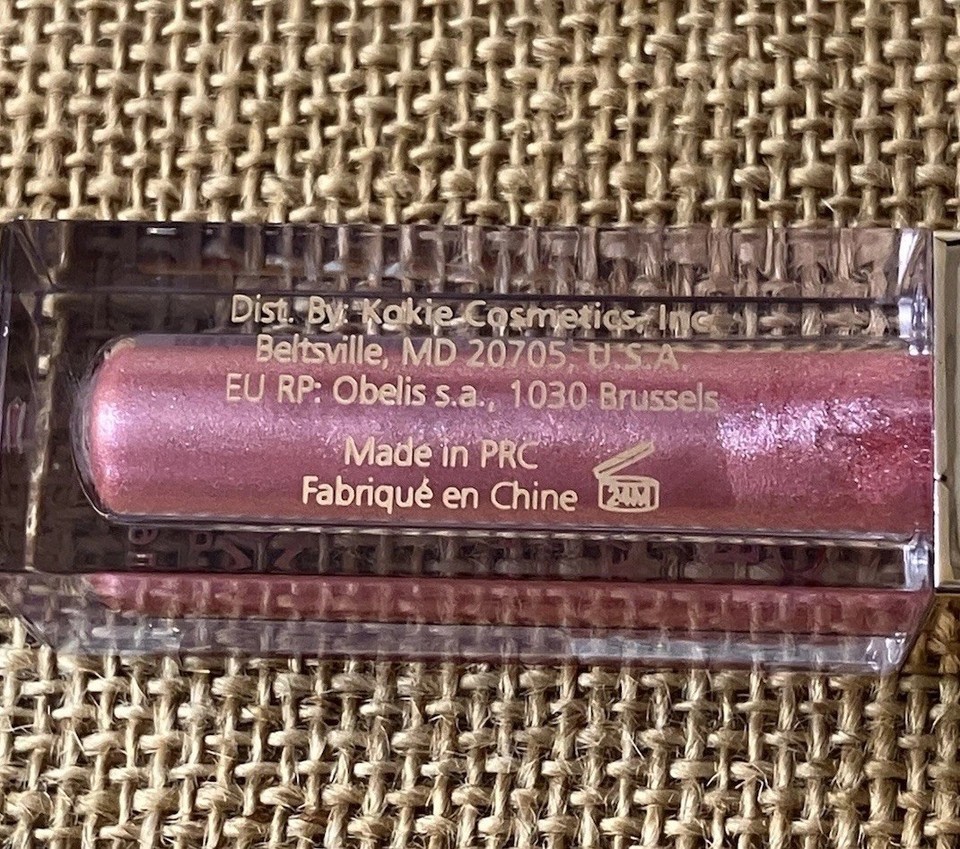 Dist. By: Kokie Cosmetics, Inc
Beltsville, MD 20705, U.S.A.
EU RP: Obelis s.a., 1030 Brussels
Made in PRC
Fabriqué en Chine
24M